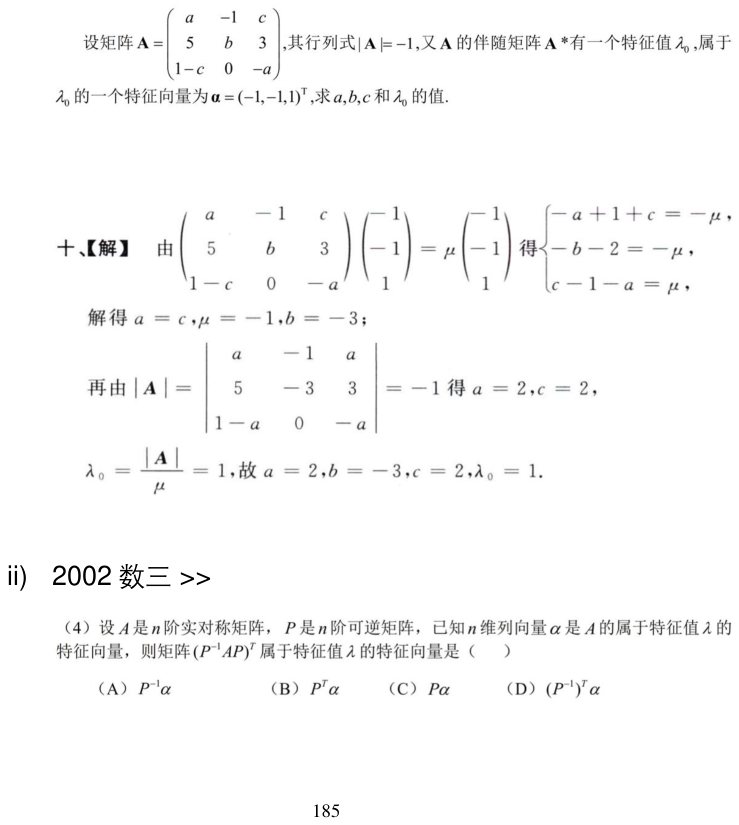 设矩阵 A = ( a −1 c ; 5 b 3 ; 1−c 0 −a ) ,其行列式|A|=−1,又 A 的伴随矩阵 A *有一个特征值 λ₀ ,属于
λ₀ 的一个特征向量为 α = (−1,−1,1)ᵀ ,求 a,b,c 和 λ₀ 的值.
十、【解】 由 ( a −1 c ; 5 b 3 ; 1−c 0 −a ) ( −1 ; −1 ; 1 ) = μ ( −1 ; −1 ; 1 ) 得 { −a+1+c = −μ, −b−2 = −μ, c−1−a = μ,
解得 a = c,μ = −1,b = −3;
再由 |A| = | a −1 a ; 5 −3 3 ; 1−a 0 −a | = −1 得 a = 2,c = 2,
λ₀ = |A| / μ = 1,故 a = 2,b = −3,c = 2,λ₀ = 1.
ii) 2002 数三 >>
（4）设 A 是 n 阶实对称矩阵， P 是 n 阶可逆矩阵，已知 n 维列向量 α 是 A 的属于特征值 λ 的
特征向量，则矩阵 (P⁻¹AP)ᵀ 属于特征值 λ 的特征向量是（ ）
（A）P⁻¹α （B）Pᵀα （C）Pα （D）(P⁻¹)ᵀα
185